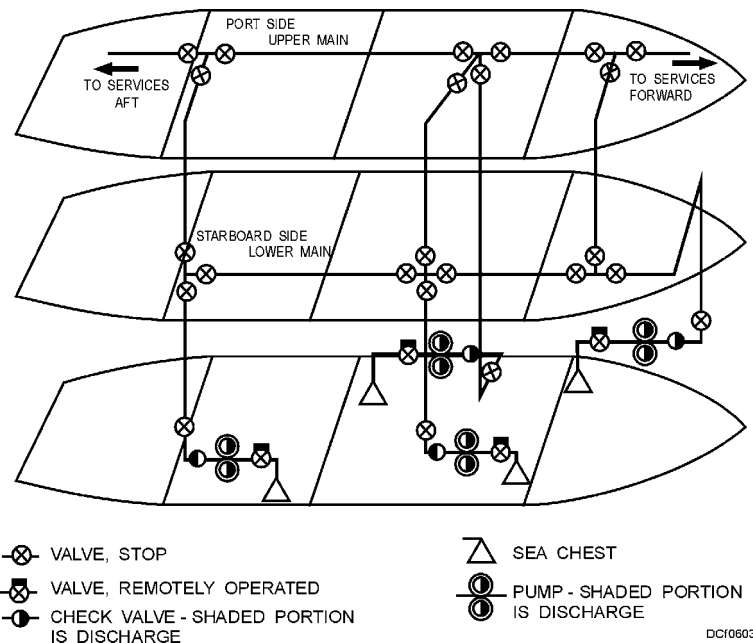 PORT SIDE
UPPER MAIN
TO SERVICES
AFT
TO SERVICES
FORWARD
STARBOARD SIDE
LOWER MAIN
VALVE, STOP
VALVE, REMOTELY OPERATED
CHECK VALVE - SHADED PORTION
IS DISCHARGE
SEA CHEST
PUMP - SHADED PORTION
IS DISCHARGE